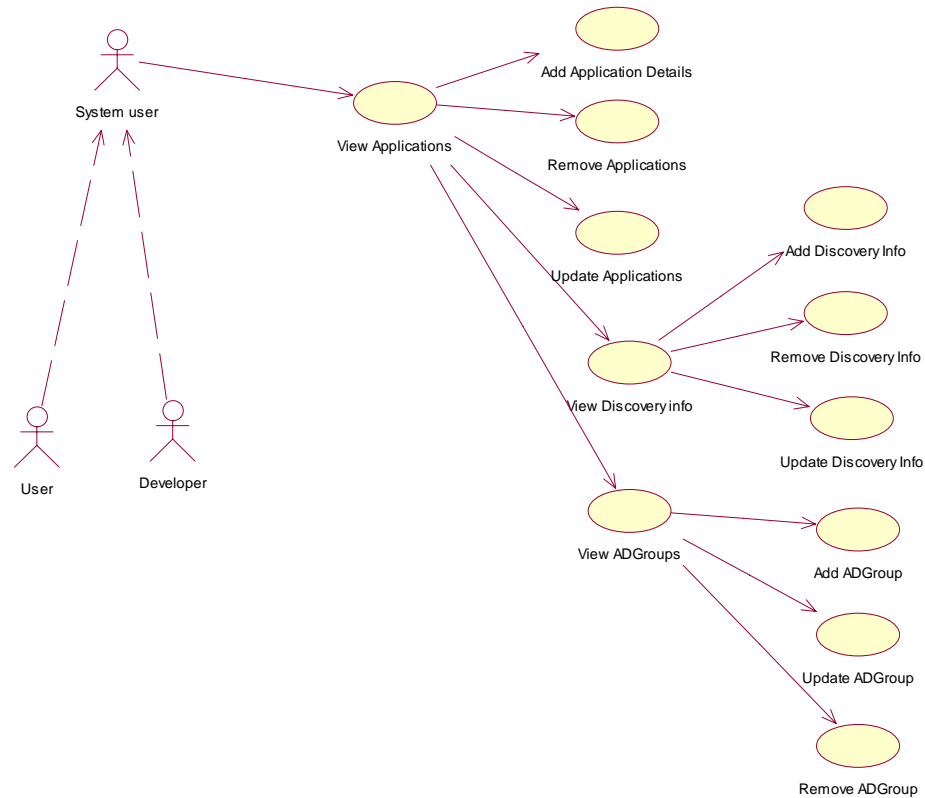 System user
Add Application Details
View Applications
Remove Applications
Update Applications
Add Discovery Info
Remove Discovery Info
View Discovery info
Update Discovery Info
User
Developer
View ADGroups
Add ADGroup
Update ADGroup
Remove ADGroup